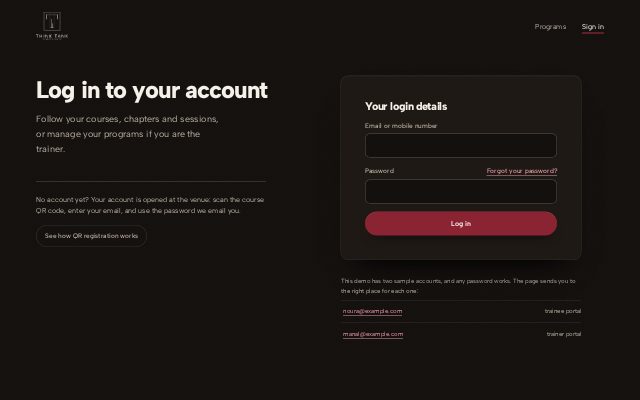 THINK TANK
Programs
Sign in
Log in to your account
Follow your courses, chapters and sessions,
or manage your programs if you are the
trainer.
No account yet? Your account is opened at the venue: scan the course
QR code, enter your email, and use the password we email you.
See how QR registration works
Your login details
Email or mobile number
Password
Forgot your password?
Log in
This demo has two sample accounts, and any password works. The page sends you to
the right place for each one:
noura@example.com
trainee portal
manal@example.com
trainer portal